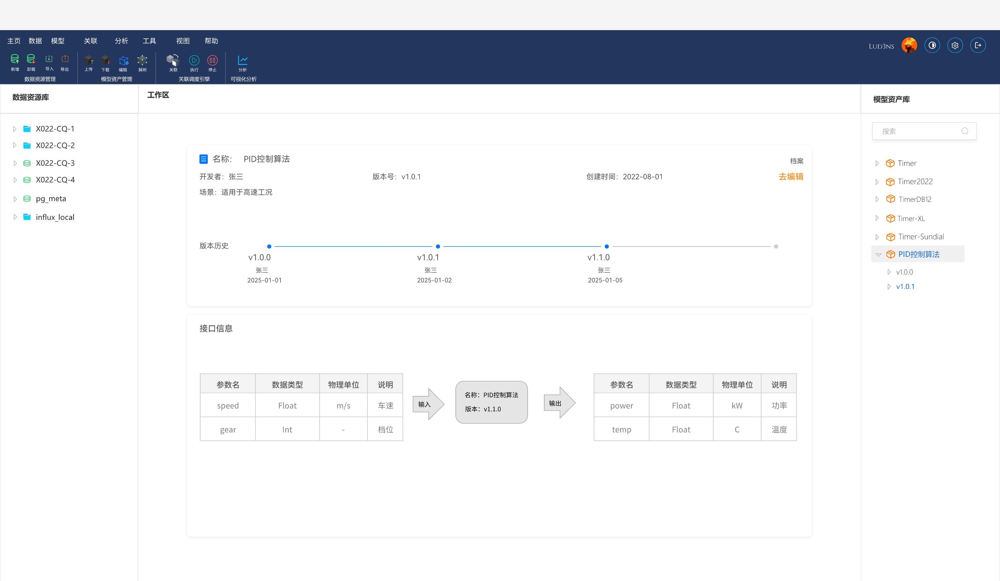 主页 数据 模型 关联 分析 工具 视图 帮助
LUD3NS
新增 卸载 导入 导出 上传 下载 编辑 解析 关联 执行 停止 分析
数据资源管理 模型资产管理 关联调度引擎 可视化分析
数据资源库
X022-CQ-1
X022-CQ-2
X022-CQ-3
X022-CQ-4
pg_meta
influx_local
工作区
名称： PID控制算法
档案
开发者：张三 版本号：v1.0.1 创建时间：2022-08-01 去编辑
场景：适用于高速工况
版本历史
v1.0.0 v1.0.1 v1.1.0
张三 张三 张三
2025-01-01 2025-01-02 2025-01-05
接口信息
参数名 数据类型 物理单位 说明
speed Float m/s 车速
gear Int - 档位
输入
名称：PID控制算法
版本：v1.1.0
输出
参数名 数据类型 物理单位 说明
power Float kW 功率
temp Float C 温度
模型资产库
搜索
Timer
Timer2022
TimerDB12
Timer-XL
Timer-Sundial
PID控制算法
v1.0.0
v1.0.1